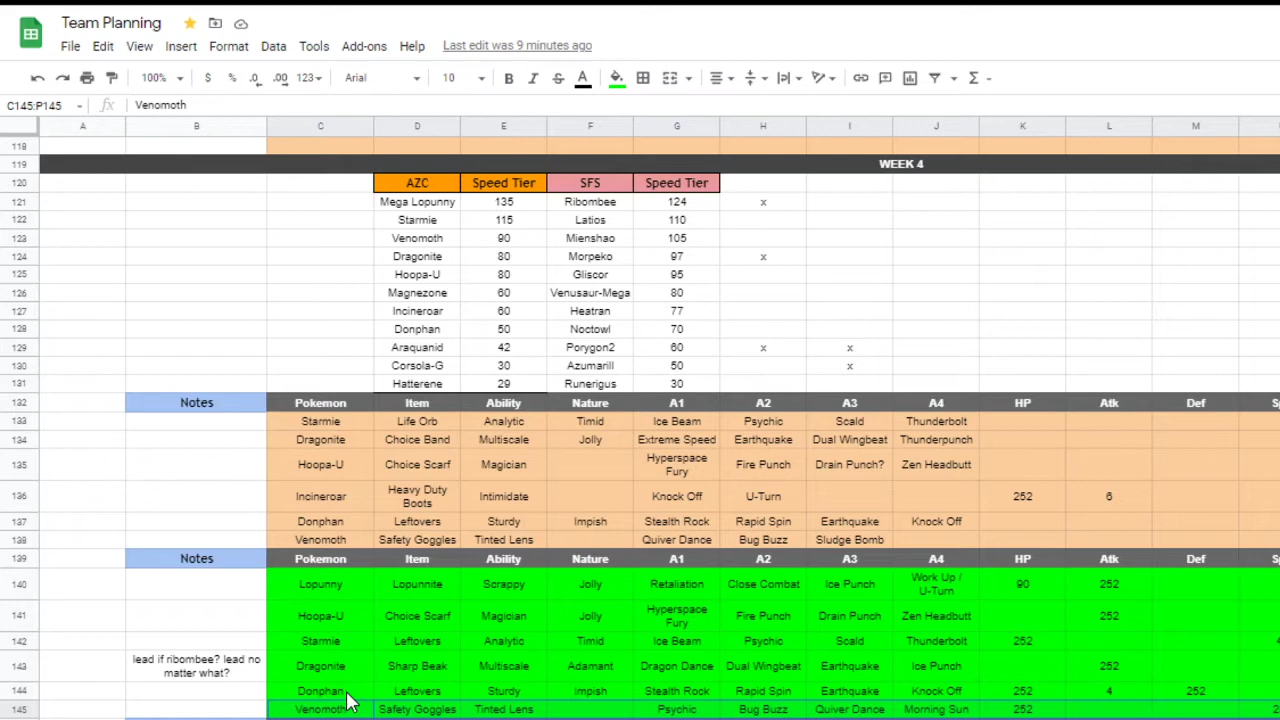 Team Planning
File Edit View Insert Format Data Tools Add-ons Help Last edit was 9 minutes ago
100% $ % .0 .00 123 Arial 10 B I S A
C145:P145 fx Venomoth
A B C D E F G H I J K L M
118
119 WEEK 4
120 AZC Speed Tier SFS Speed Tier
121 Mega Lopunny 135 Ribombee 124 x
122 Starmie 115 Latios 110
123 Venomoth 90 Mienshao 105
124 Dragonite 80 Morpeko 97 x
125 Hoopa-U 80 Gliscor 95
126 Magnezone 60 Venusaur-Mega 80
127 Incineroar 60 Heatran 77
128 Donphan 50 Noctowl 70
129 Araquanid 42 Porygon2 60 x x
130 Corsola-G 30 Azumarill 50 x
131 Hatterene 29 Runerigus 30
132 Notes Pokemon Item Ability Nature A1 A2 A3 A4 HP Atk Def
133 Starmie Life Orb Analytic Timid Ice Beam Psychic Scald Thunderbolt
134 Dragonite Choice Band Multiscale Jolly Extreme Speed Earthquake Dual Wingbeat Thunderpunch
135 Hoopa-U Choice Scarf Magician Hyperspace Fury Fire Punch Drain Punch? Zen Headbutt
136 Incineroar Heavy Duty Boots Intimidate Knock Off U-Turn 252 6
137 Donphan Leftovers Sturdy Impish Stealth Rock Rapid Spin Earthquake Knock Off
138 Venomoth Safety Goggles Tinted Lens Quiver Dance Bug Buzz Sludge Bomb
139 Notes Pokemon Item Ability Nature A1 A2 A3 A4 HP Atk Def
140 Lopunny Lopunnite Scrappy Jolly Retaliation Close Combat Ice Punch Work Up / U-Turn 90 252
141 Hoopa-U Choice Scarf Magician Jolly Hyperspace Fury Fire Punch Drain Punch Zen Headbutt 252
142 Starmie Leftovers Analytic Timid Ice Beam Psychic Scald Thunderbolt 252
143 lead if ribombee? lead no matter what? Dragonite Sharp Beak Multiscale Adamant Dragon Dance Dual Wingbeat Earthquake Ice Punch 252
144 Donphan Leftovers Sturdy Impish Stealth Rock Rapid Spin Earthquake Knock Off 252 4 252
145 Venomoth Safety Goggles Tinted Lens Psychic Bug Buzz Quiver Dance Morning Sun 252